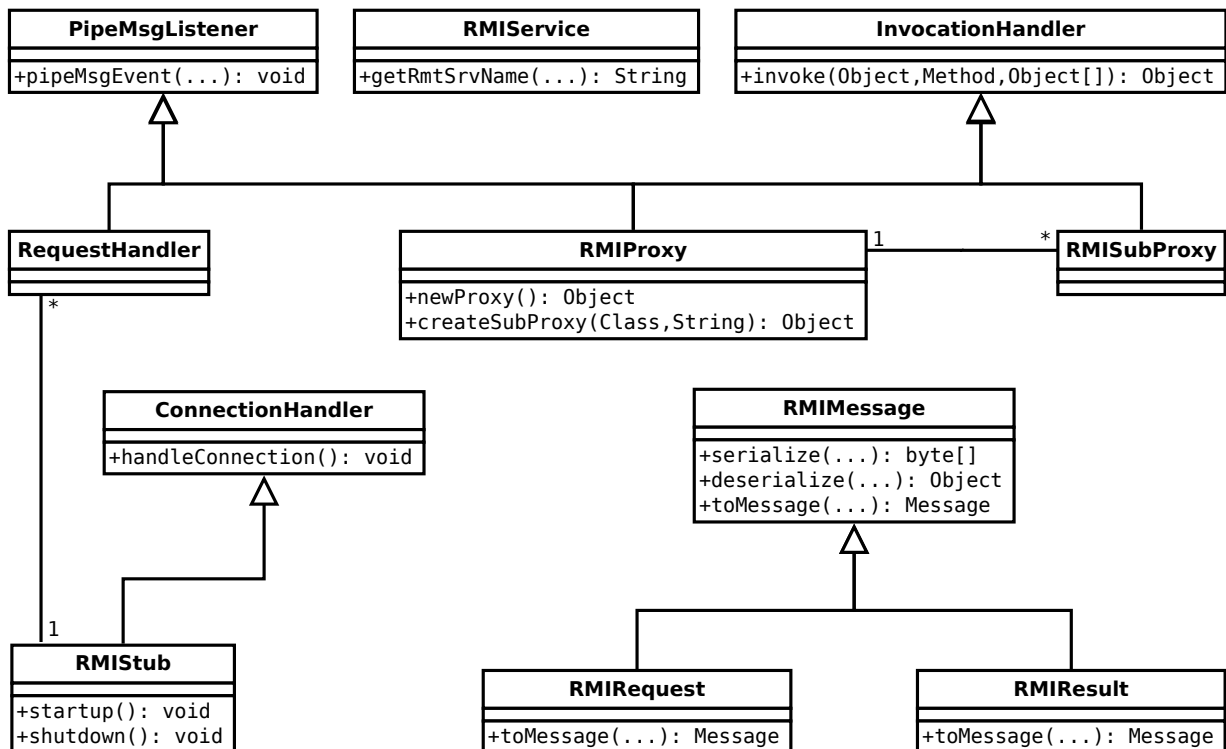 PipeMsgListener
+pipeMsgEvent(...): void
RMIService
+getRmtSrvName(...): String
InvocationHandler
+invoke(Object,Method,Object[]): Object
RequestHandler
*
RMIProxy
+newProxy(): Object
+createSubProxy(Class,String): Object
1
*
RMISubProxy
ConnectionHandler
+handleConnection(): void
RMIMessage
+serialize(...): byte[]
+deserialize(...): Object
+toMessage(...): Message
1
RMIStub
+startup(): void
+shutdown(): void
RMIRequest
+toMessage(...): Message
RMIResult
+toMessage(...): Message